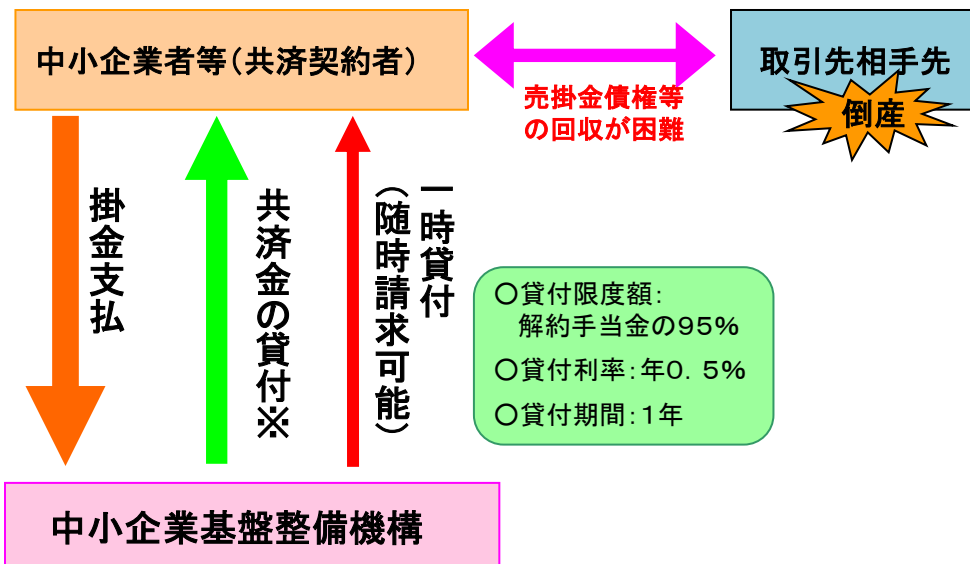 中小企業者等(共済契約者)
取引先相手先
倒産
売掛金債権等
の回収が困難
掛金支払
共済金の貸付※
一時貸付
(随時請求可能)
○貸付限度額:
解約手当金の95%
○貸付利率:年0.5%
○貸付期間:1年
中小企業基盤整備機構